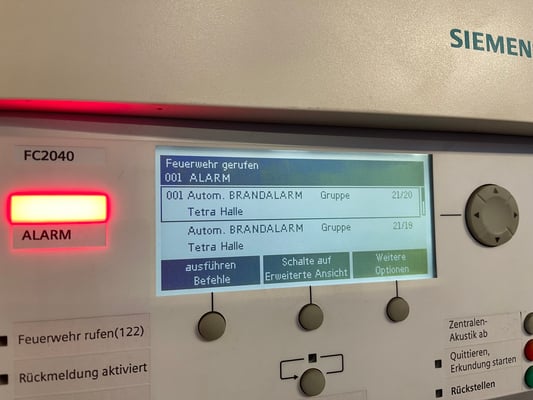 SIEMENS
FC2040
ALARM
Feuerwehr gerufen
001 ALARM
001 Autom. BRANDALARM Gruppe 21/20
Tetra Halle
Autom. BRANDALARM Gruppe 21/19
Tetra Halle
ausführen
Befehle
Schalte auf
Erweiterte Ansicht
Weitere
Optionen
Feuerwehr rufen(122)
Rückmeldung aktiviert
Zentralen-
Akustik ab
Quittieren,
Erkundung starten
Rückstellen